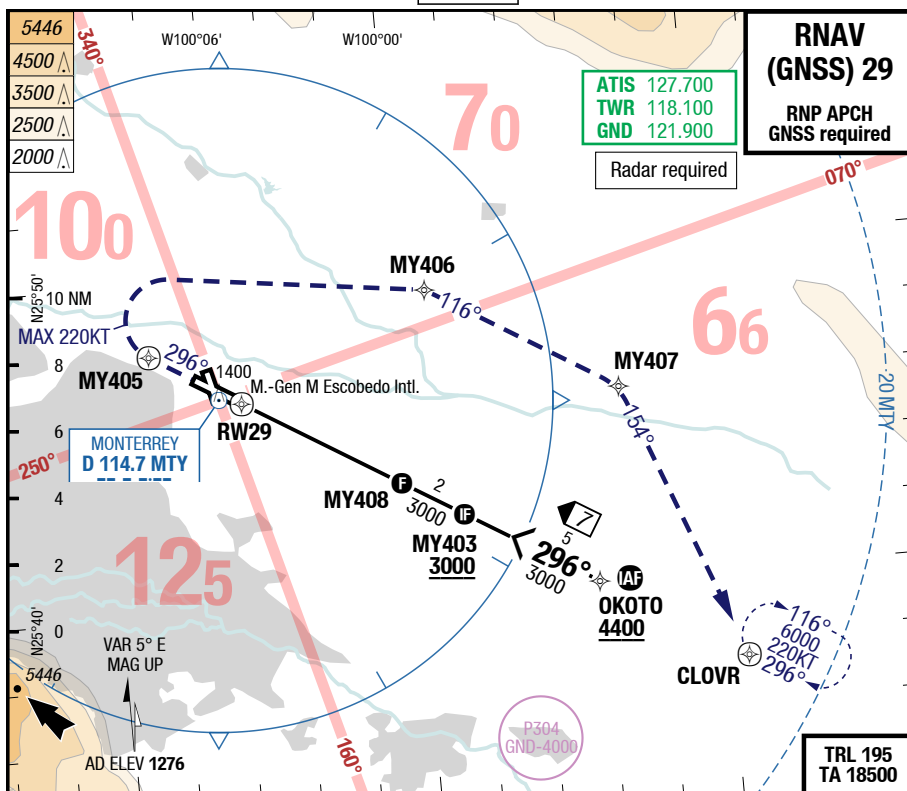 5446
4500
3500
2500
2000
340°
W100°06'
W100°00'
ATIS 127.700
TWR 118.100
GND 121.900
Radar required
RNAV
(GNSS) 29
RNP APCH
GNSS required
070°
70
100
66
125
N25°50'
10 NM
8
6
4
2
0
N25°40'
MAX 220KT
MY405
296°
1400
M.-Gen M Escobedo Intl.
RW29
MY406
116°
MY407
154°
20 MTY
250°
MONTERREY
D 114.7 MTY
MY408
F
2
3000
IF
MY403
3000
7
5
296°
3000
IAF
OKOTO
4400
CLOVR
116°
6000
220KT
296°
VAR 5° E
MAG UP
5446
AD ELEV 1276
160°
P304
GND-4000
TRL 195
TA 18500